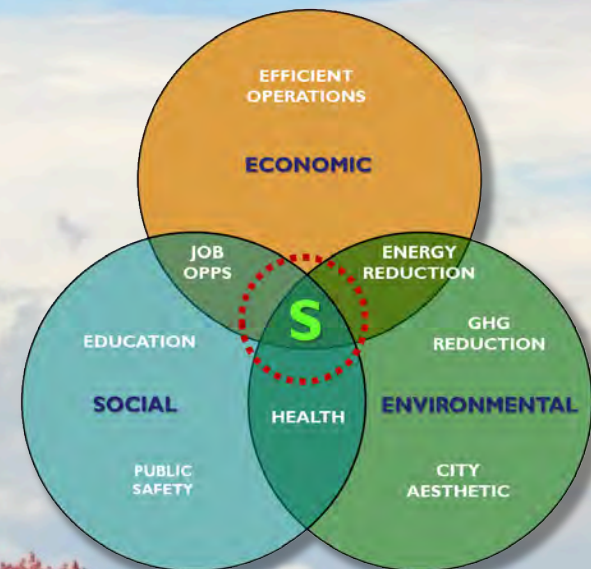 EFFICIENT
OPERATIONS
ECONOMIC
JOB
OPPS
ENERGY
REDUCTION
S
EDUCATION
GHG
REDUCTION
SOCIAL
HEALTH
ENVIRONMENTAL
PUBLIC
SAFETY
CITY
AESTHETIC